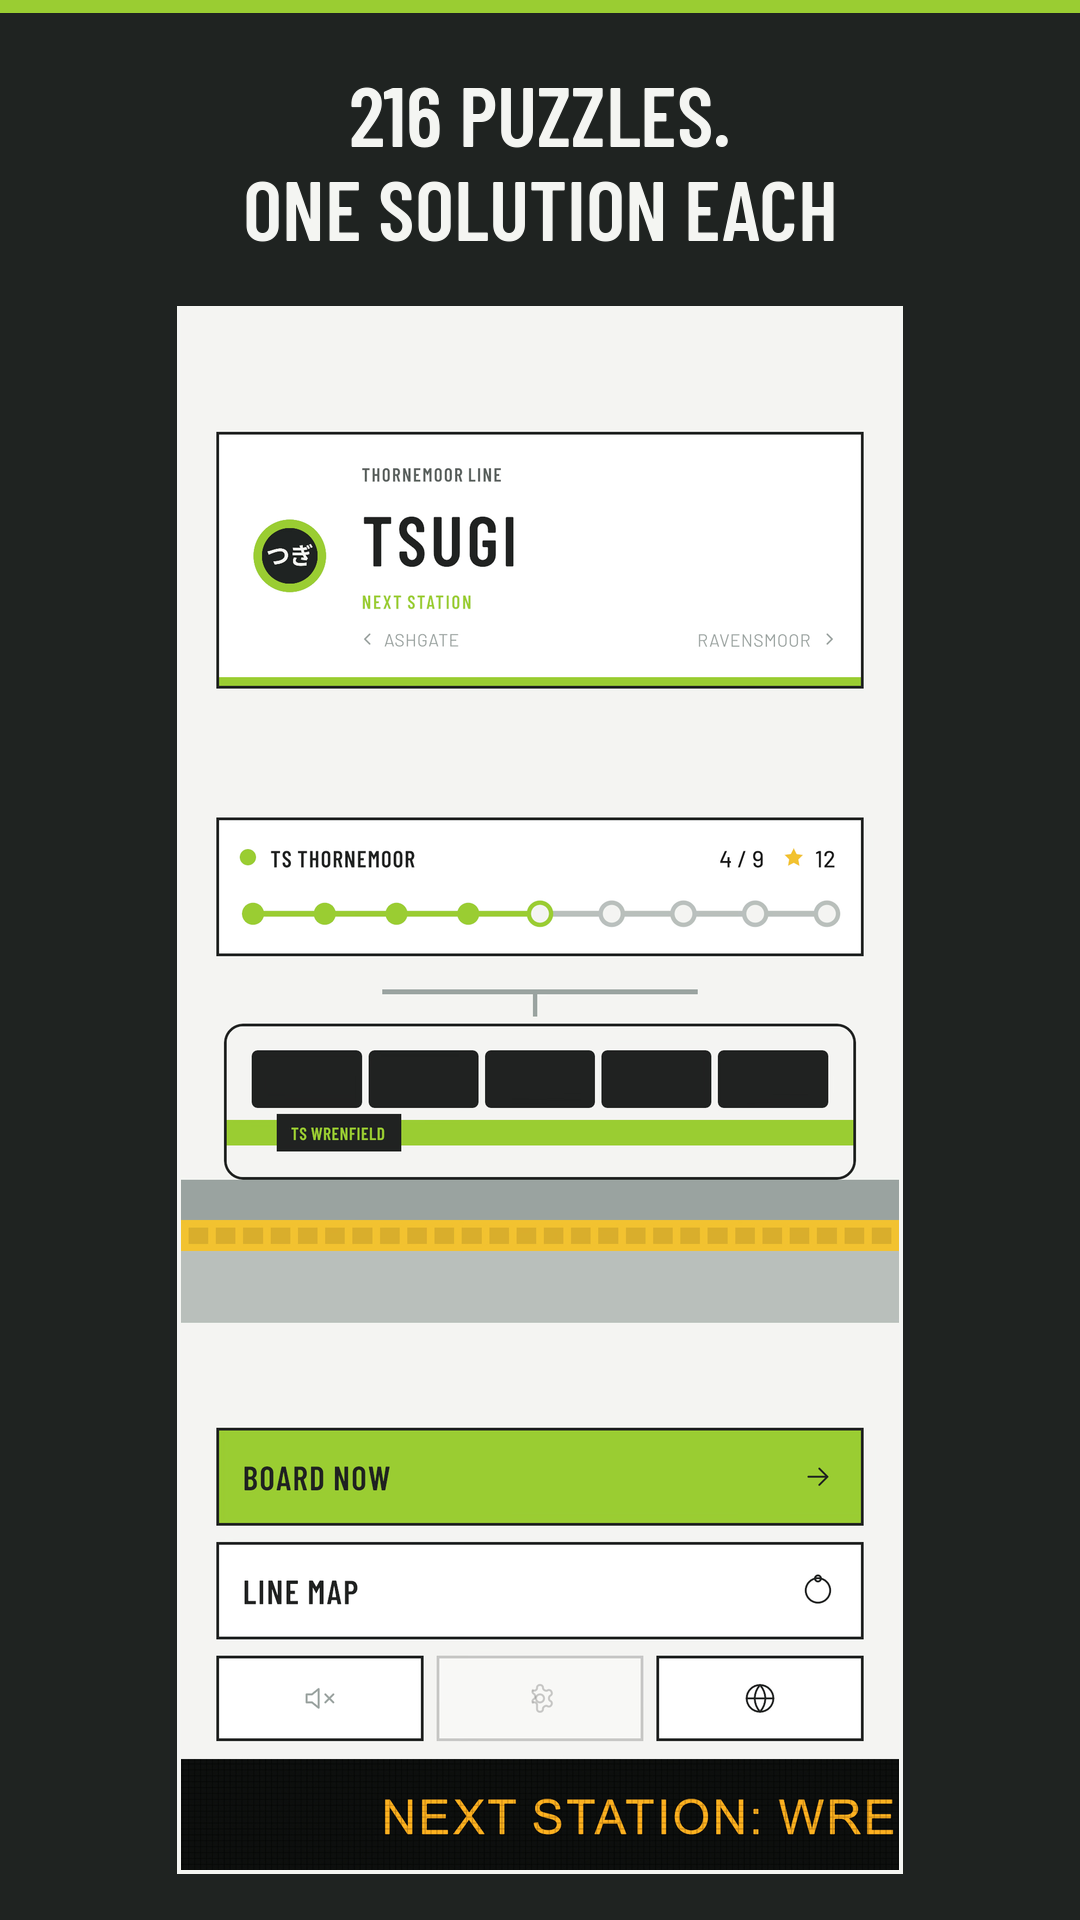 216 PUZZLES.
ONE SOLUTION EACH
THORNEMOOR LINE
つぎ
TSUGI
NEXT STATION
ASHGATE
RAVENSMOOR
TS THORNEMOOR
4 / 9
12
TS WRENFIELD
BOARD NOW
LINE MAP
NEXT STATION: WRE